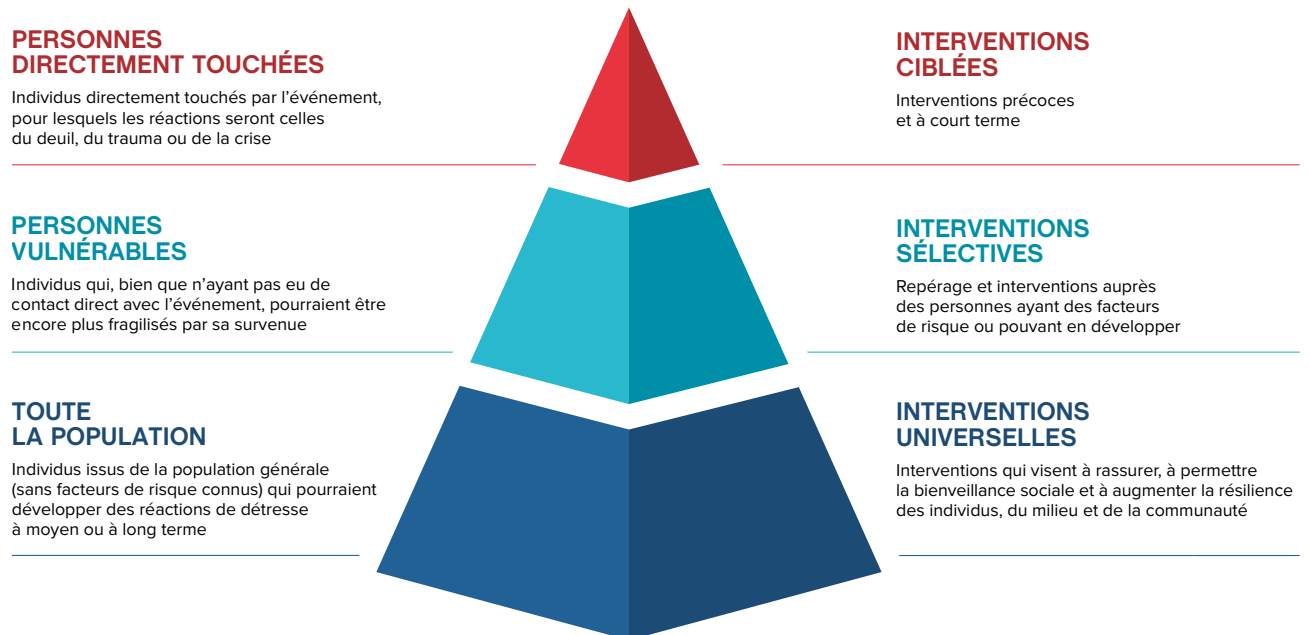 PERSONNES
DIRECTEMENT TOUCHÉES
Individus directement touchés par l'événement,
pour lesquels les réactions seront celles
du deuil, du trauma ou de la crise
INTERVENTIONS
CIBLÉES
Interventions précoces
et à court terme
PERSONNES
VULNÉRABLES
Individus qui, bien que n'ayant pas eu de
contact direct avec l'événement, pourraient être
encore plus fragilisés par sa survenue
INTERVENTIONS
SÉLECTIVES
Repérage et interventions auprès
des personnes ayant des facteurs
de risque ou pouvant en développer
TOUTE
LA POPULATION
Individus issus de la population générale
(sans facteurs de risque connus) qui pourraient
développer des réactions de détresse
à moyen ou à long terme
INTERVENTIONS
UNIVERSELLES
Interventions qui visent à rassurer, à permettre
la bienveillance sociale et à augmenter la résilience
des individus, du milieu et de la communauté